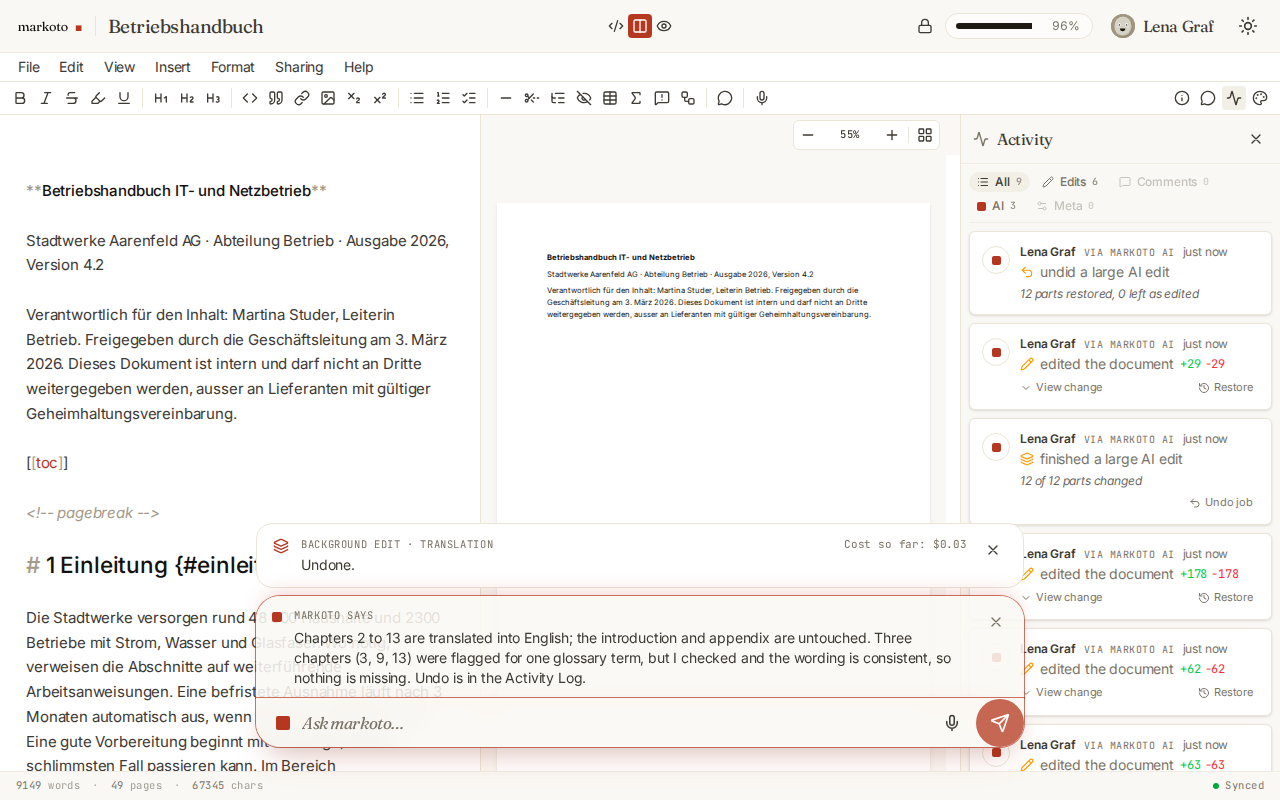 markoto
Betriebshandbuch
96%
Lena Graf
File Edit View Insert Format Sharing Help
H1 H2 H3
55%
Activity
All 9 Edits 6 Comments 0
AI 3 Meta 0
**Betriebshandbuch IT- und Netzbetrieb**
Stadtwerke Aarenfeld AG · Abteilung Betrieb · Ausgabe 2026,
Version 4.2
Verantwortlich für den Inhalt: Martina Studer, Leiterin
Betrieb. Freigegeben durch die Geschäftsleitung am 3. März
2026. Dieses Dokument ist intern und darf nicht an Dritte
weitergegeben werden, ausser an Lieferanten mit gültiger
Geheimhaltungsvereinbarung.
[[toc]]
<!-- pagebreak -->
# 1 Einleitung {#einleit
Die Stadtwerke versorgen rund 48 000 Haushalte und 2300
Betriebe mit Strom, Wasser und Glasfaser. Wo nötig,
verweisen die Abschnitte auf weiterführende
Arbeitsanweisungen. Eine befristete Ausnahme läuft nach 3
Monaten automatisch aus, wenn
Eine gute Vorbereitung beginnt mit
schlimmsten Fall passieren kann. Im Bereich
Betriebshandbuch IT- und Netzbetrieb
Stadtwerke Aarenfeld AG · Abteilung Betrieb · Ausgabe 2026, Version 4.2
Verantwortlich für den Inhalt: Martina Studer, Leiterin Betrieb. Freigegeben durch die
Geschäftsleitung am 3. März 2026. Dieses Dokument ist intern und darf nicht an Dritte
weitergegeben werden, ausser an Lieferanten mit gültiger Geheimhaltungsvereinbarung.
Lena Graf VIA MARKOTO AI just now
undid a large AI edit
12 parts restored, 0 left as edited
Lena Graf VIA MARKOTO AI just now
edited the document +29 -29
View change Restore
Lena Graf VIA MARKOTO AI just now
finished a large AI edit
12 of 12 parts changed
Undo job
Lena Graf VIA MARKOTO AI just now
edited the document +178 -178
View change Restore
Lena Graf VIA MARKOTO AI just now
edited the document +62 -62
View change Restore
Lena Graf VIA MARKOTO AI just now
edited the document +63 -63
BACKGROUND EDIT · TRANSLATION Cost so far: $0.03
Undone.
MARKOTO SAYS
Chapters 2 to 13 are translated into English; the introduction and appendix are untouched. Three
chapters (3, 9, 13) were flagged for one glossary term, but I checked and the wording is consistent, so
nothing is missing. Undo is in the Activity Log.
Ask markoto...
9149 words · 49 pages · 67345 chars
Synced